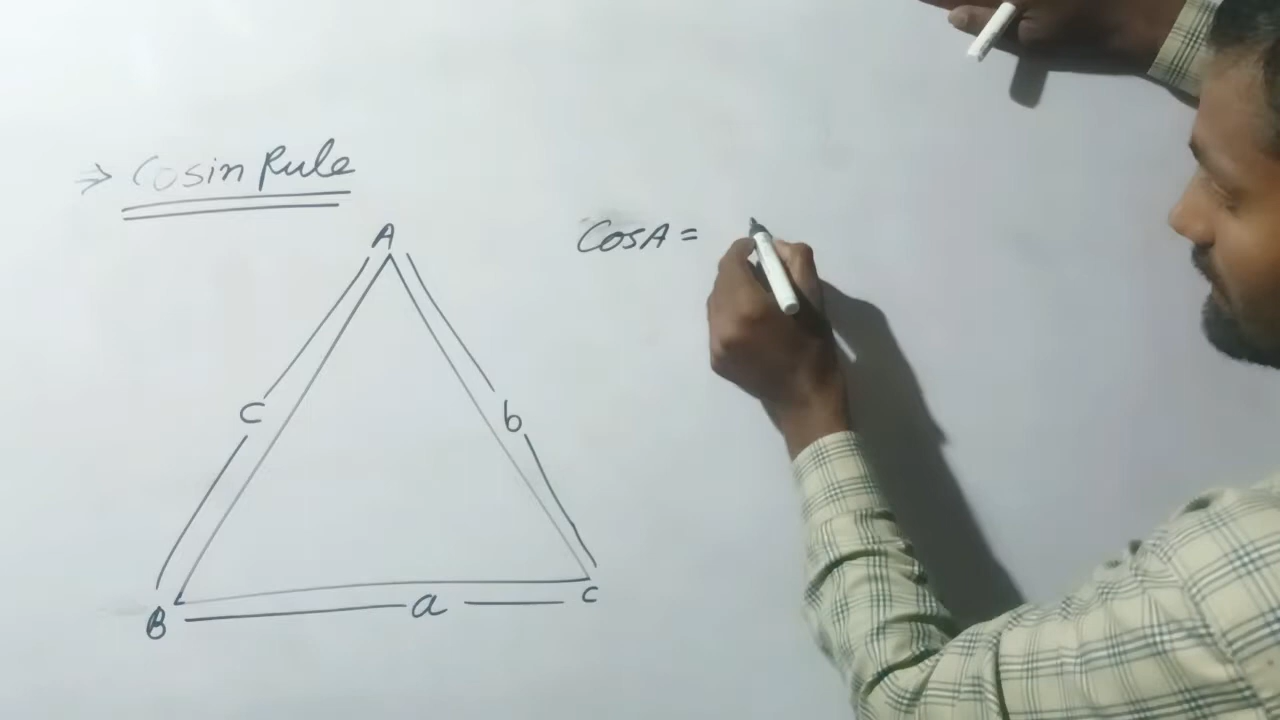 ⇒ Cosin Rule
A
CosA =
c
b
B
a
c